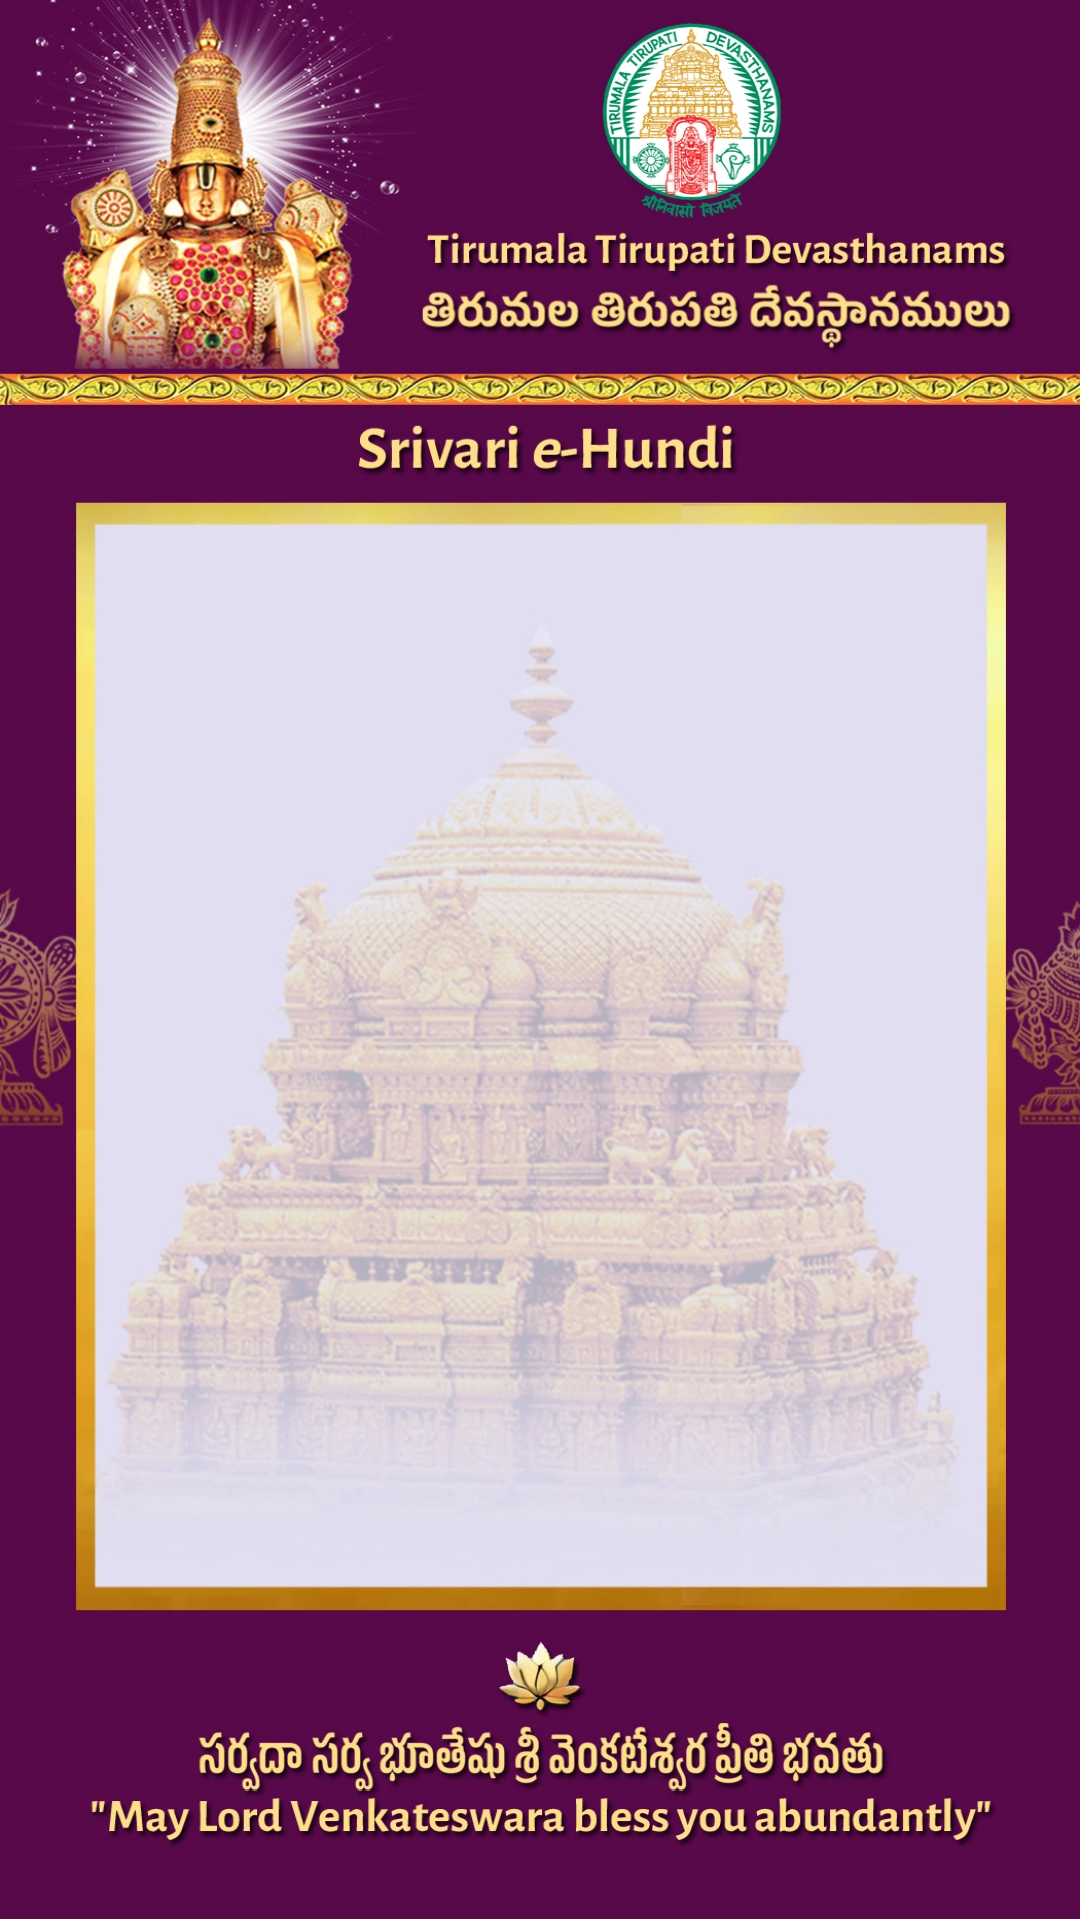 TIRUMALA TIRUPATI DEVASTHANAMS
श्रीनिवासो विजयते
Tirumala Tirupati Devasthanams
తిరుమల తిరుపతి దేవస్థానములు
Srivari e-Hundi
సర్వదా సర్వ భూతేషు శ్రీ వెంకటేశ్వర ప్రీతి భవతు
"May Lord Venkateswara bless you abundantly"